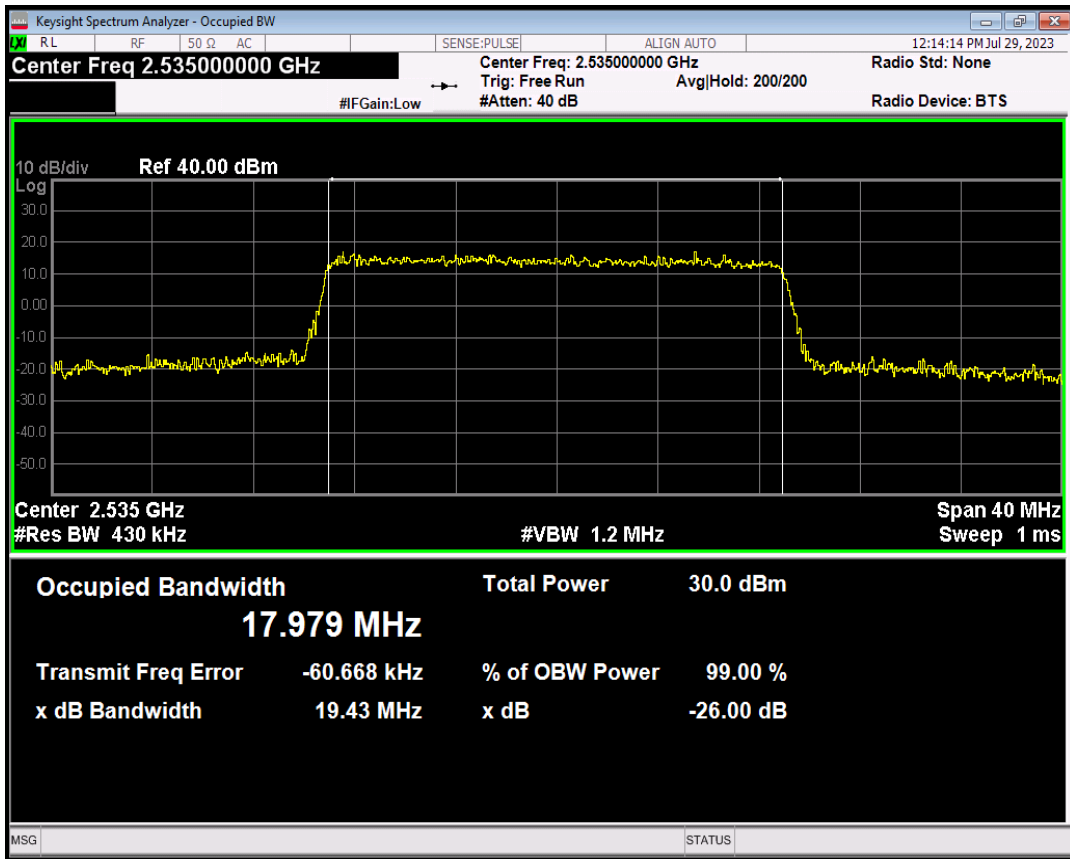 Keysight Spectrum Analyzer - Occupied BW
LXI RL RF 50 Ω AC SENSE:PULSE ALIGN AUTO 12:14:14 PM Jul 29, 2023
Center Freq 2.535000000 GHz Center Freq: 2.535000000 GHz Radio Std: None
Trig: Free Run Avg|Hold: 200/200
#IFGain:Low #Atten: 40 dB Radio Device: BTS
10 dB/div Ref 40.00 dBm
Log
30.0
20.0
10.0
0.00
-10.0
-20.0
-30.0
-40.0
-50.0
Center 2.535 GHz Span 40 MHz
#Res BW 430 kHz #VBW 1.2 MHz Sweep 1 ms
Occupied Bandwidth Total Power 30.0 dBm
17.979 MHz
Transmit Freq Error -60.668 kHz % of OBW Power 99.00 %
x dB Bandwidth 19.43 MHz x dB -26.00 dB
MSG STATUS